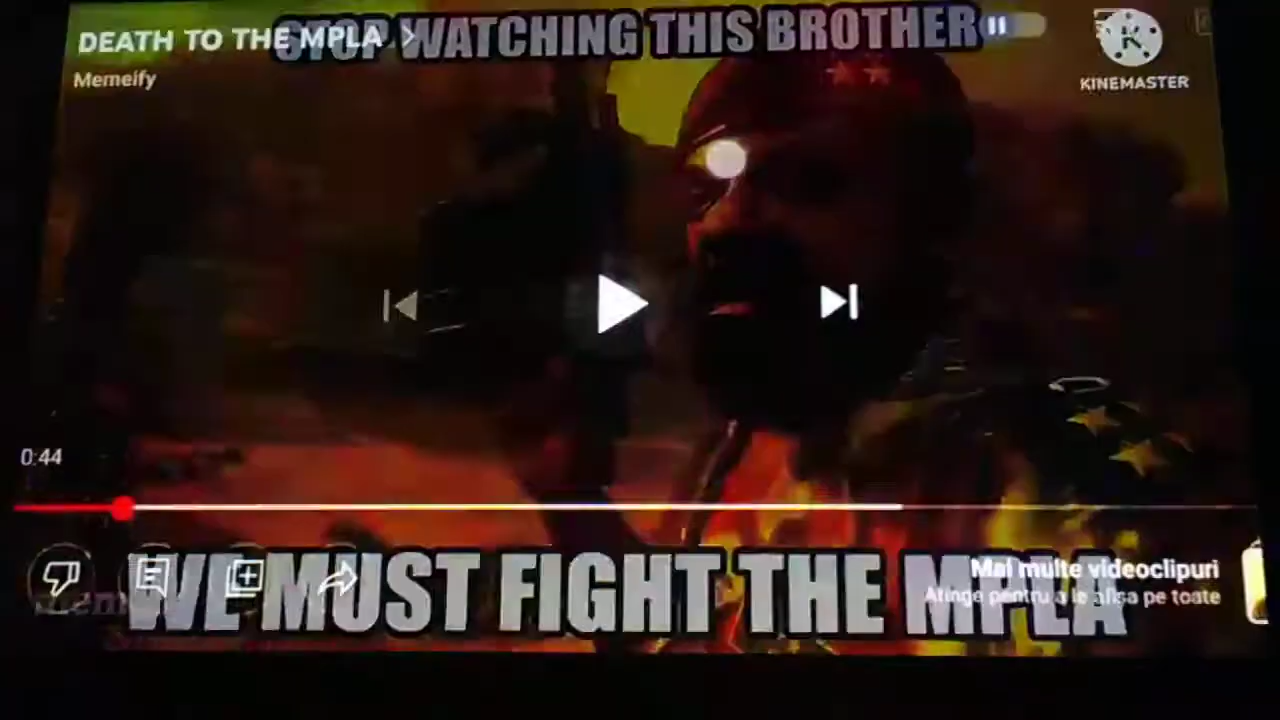 DEATH TO THE MPLA
STOP WATCHING THIS BROTHER
Memeify
KINEMASTER
0:44
WE MUST FIGHT THE MPLA
Mai multe videoclipuri
Atinge pentru a le afișa pe toate